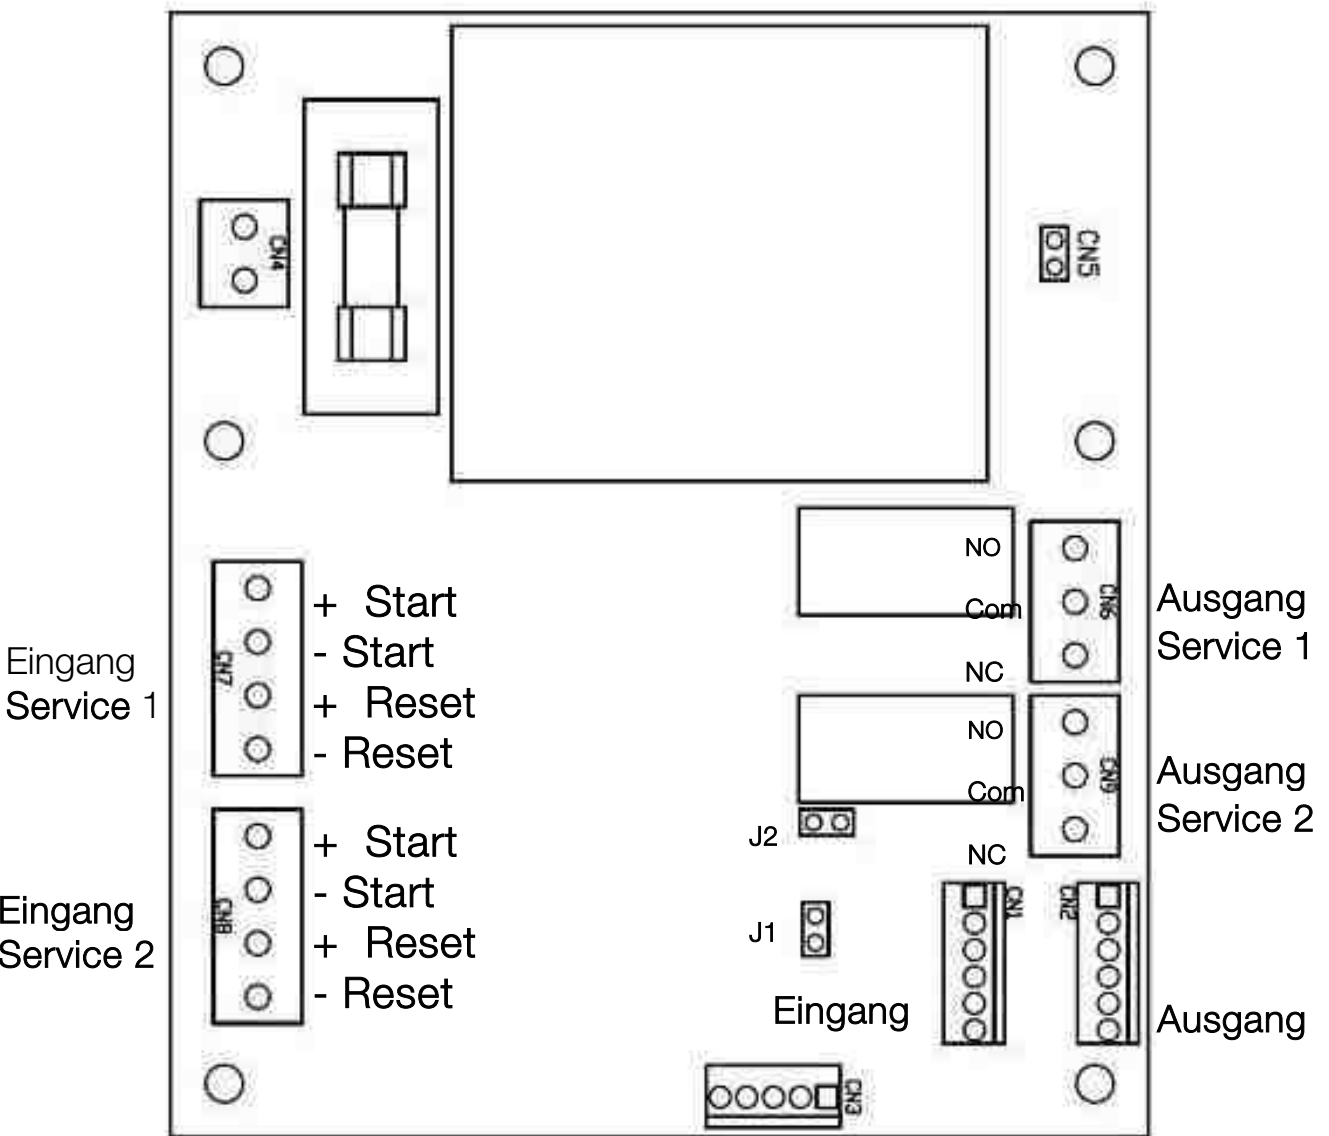 CN4
CN5
NO
Com
NC
CN6
Ausgang
Service 1
Eingang
Service 1
CN7
+ Start
- Start
+ Reset
- Reset
NO
Com
NC
CN9
Ausgang
Service 2
Eingang
Service 2
CN8
+ Start
- Start
+ Reset
- Reset
J2
J1
Eingang
CN1
CN2
Ausgang
CN3